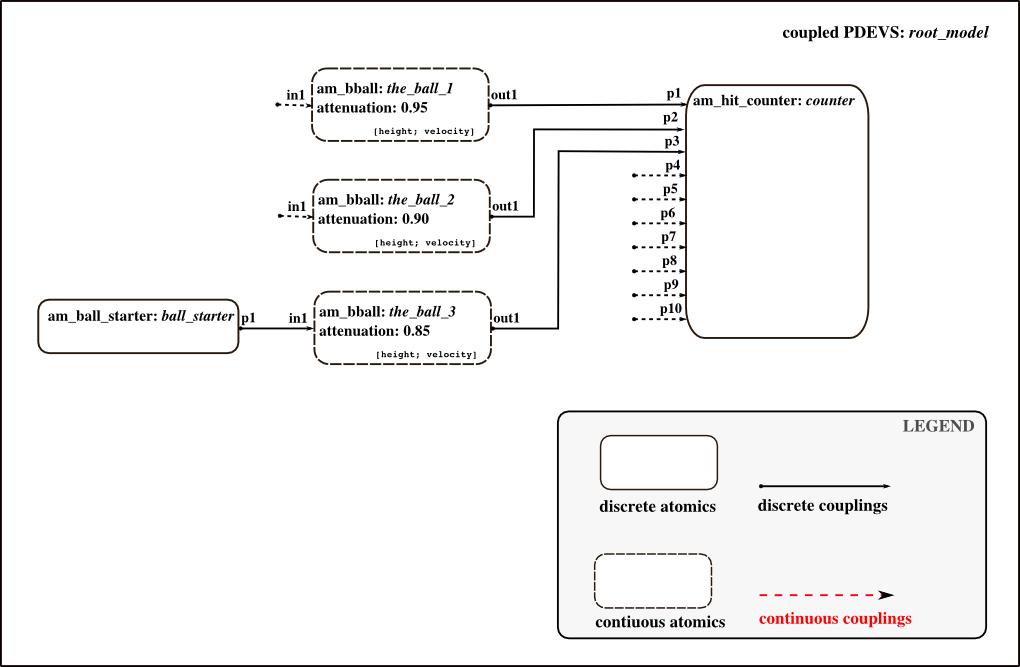 coupled PDEVS: root_model
in1
am_bball: the_ball_1
attenuation: 0.95
[height; velocity]
out1
p1
am_hit_counter: counter
p2
p3
p4
p5
p6
p7
p8
p9
p10
in1
am_bball: the_ball_2
attenuation: 0.90
[height; velocity]
out1
am_ball_starter: ball_starter
p1
in1
am_bball: the_ball_3
attenuation: 0.85
[height; velocity]
out1
LEGEND
discrete atomics
discrete couplings
contiuous atomics
continuous couplings